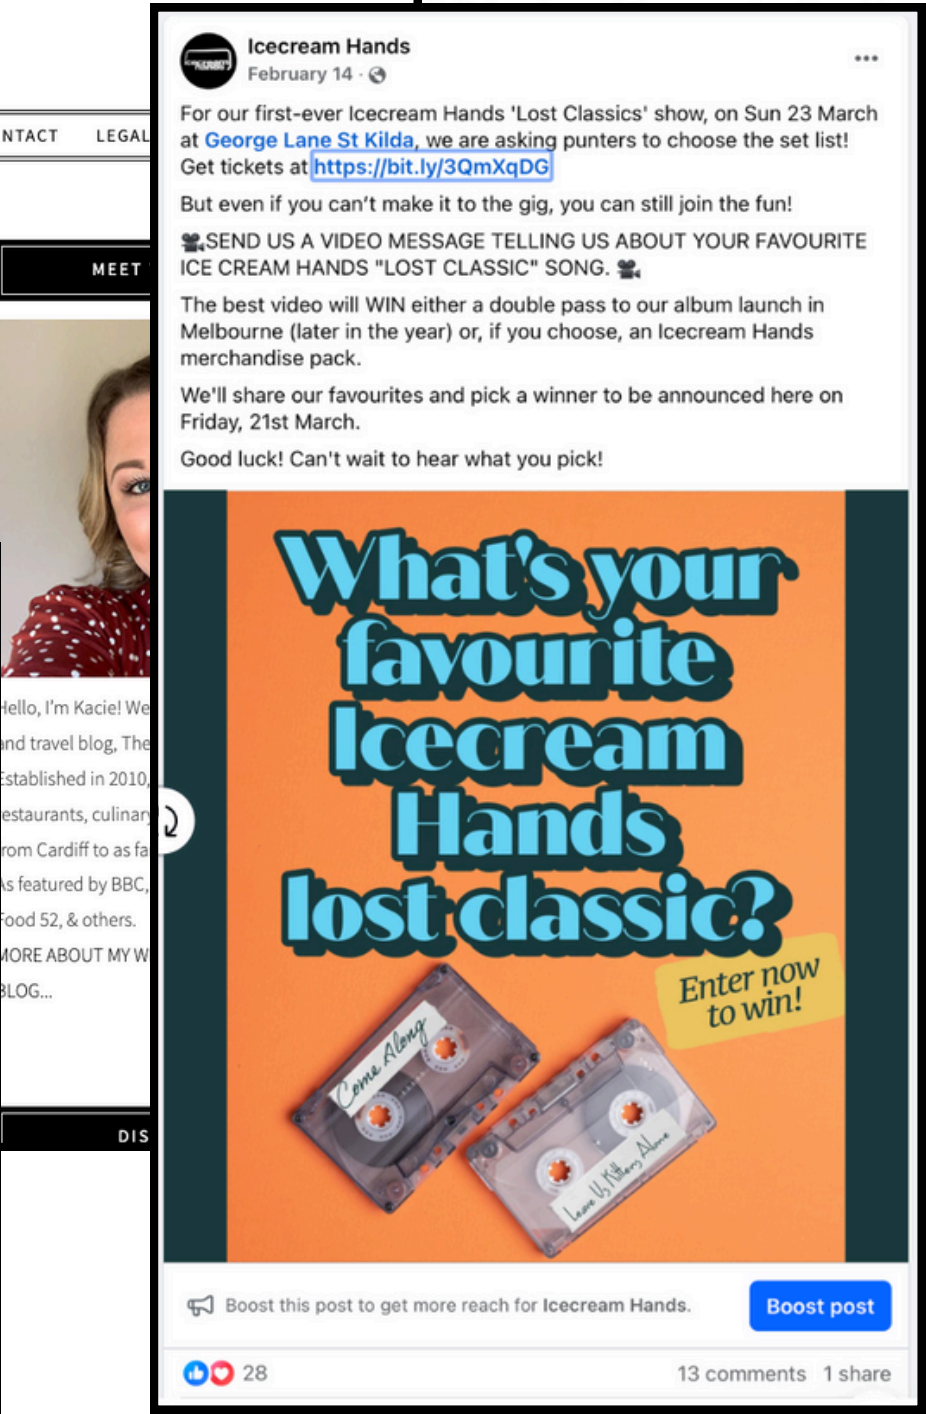 NTACT LEGAL
MEET
Hello, I'm Kacie! We
and travel blog, The
Established in 2010,
restaurants, culinary
from Cardiff to as fa
As featured by BBC,
Food 52, & others.
MORE ABOUT MY W
BLOG...
DIS
Icecream Hands
February 14 ·
For our first-ever Icecream Hands 'Lost Classics' show, on Sun 23 March
at George Lane St Kilda, we are asking punters to choose the set list!
Get tickets at https://bit.ly/3QmXqDG
But even if you can't make it to the gig, you can still join the fun!
🎥SEND US A VIDEO MESSAGE TELLING US ABOUT YOUR FAVOURITE
ICE CREAM HANDS "LOST CLASSIC" SONG. 🎥
The best video will WIN either a double pass to our album launch in
Melbourne (later in the year) or, if you choose, an Icecream Hands
merchandise pack.
We'll share our favourites and pick a winner to be announced here on
Friday, 21st March.
Good luck! Can't wait to hear what you pick!
What's your
favourite
Icecream
Hands
lost classic?
Enter now
to win!
Come Along
Leave Us Kittens Alone
Boost this post to get more reach for Icecream Hands.
Boost post
28
13 comments 1 share